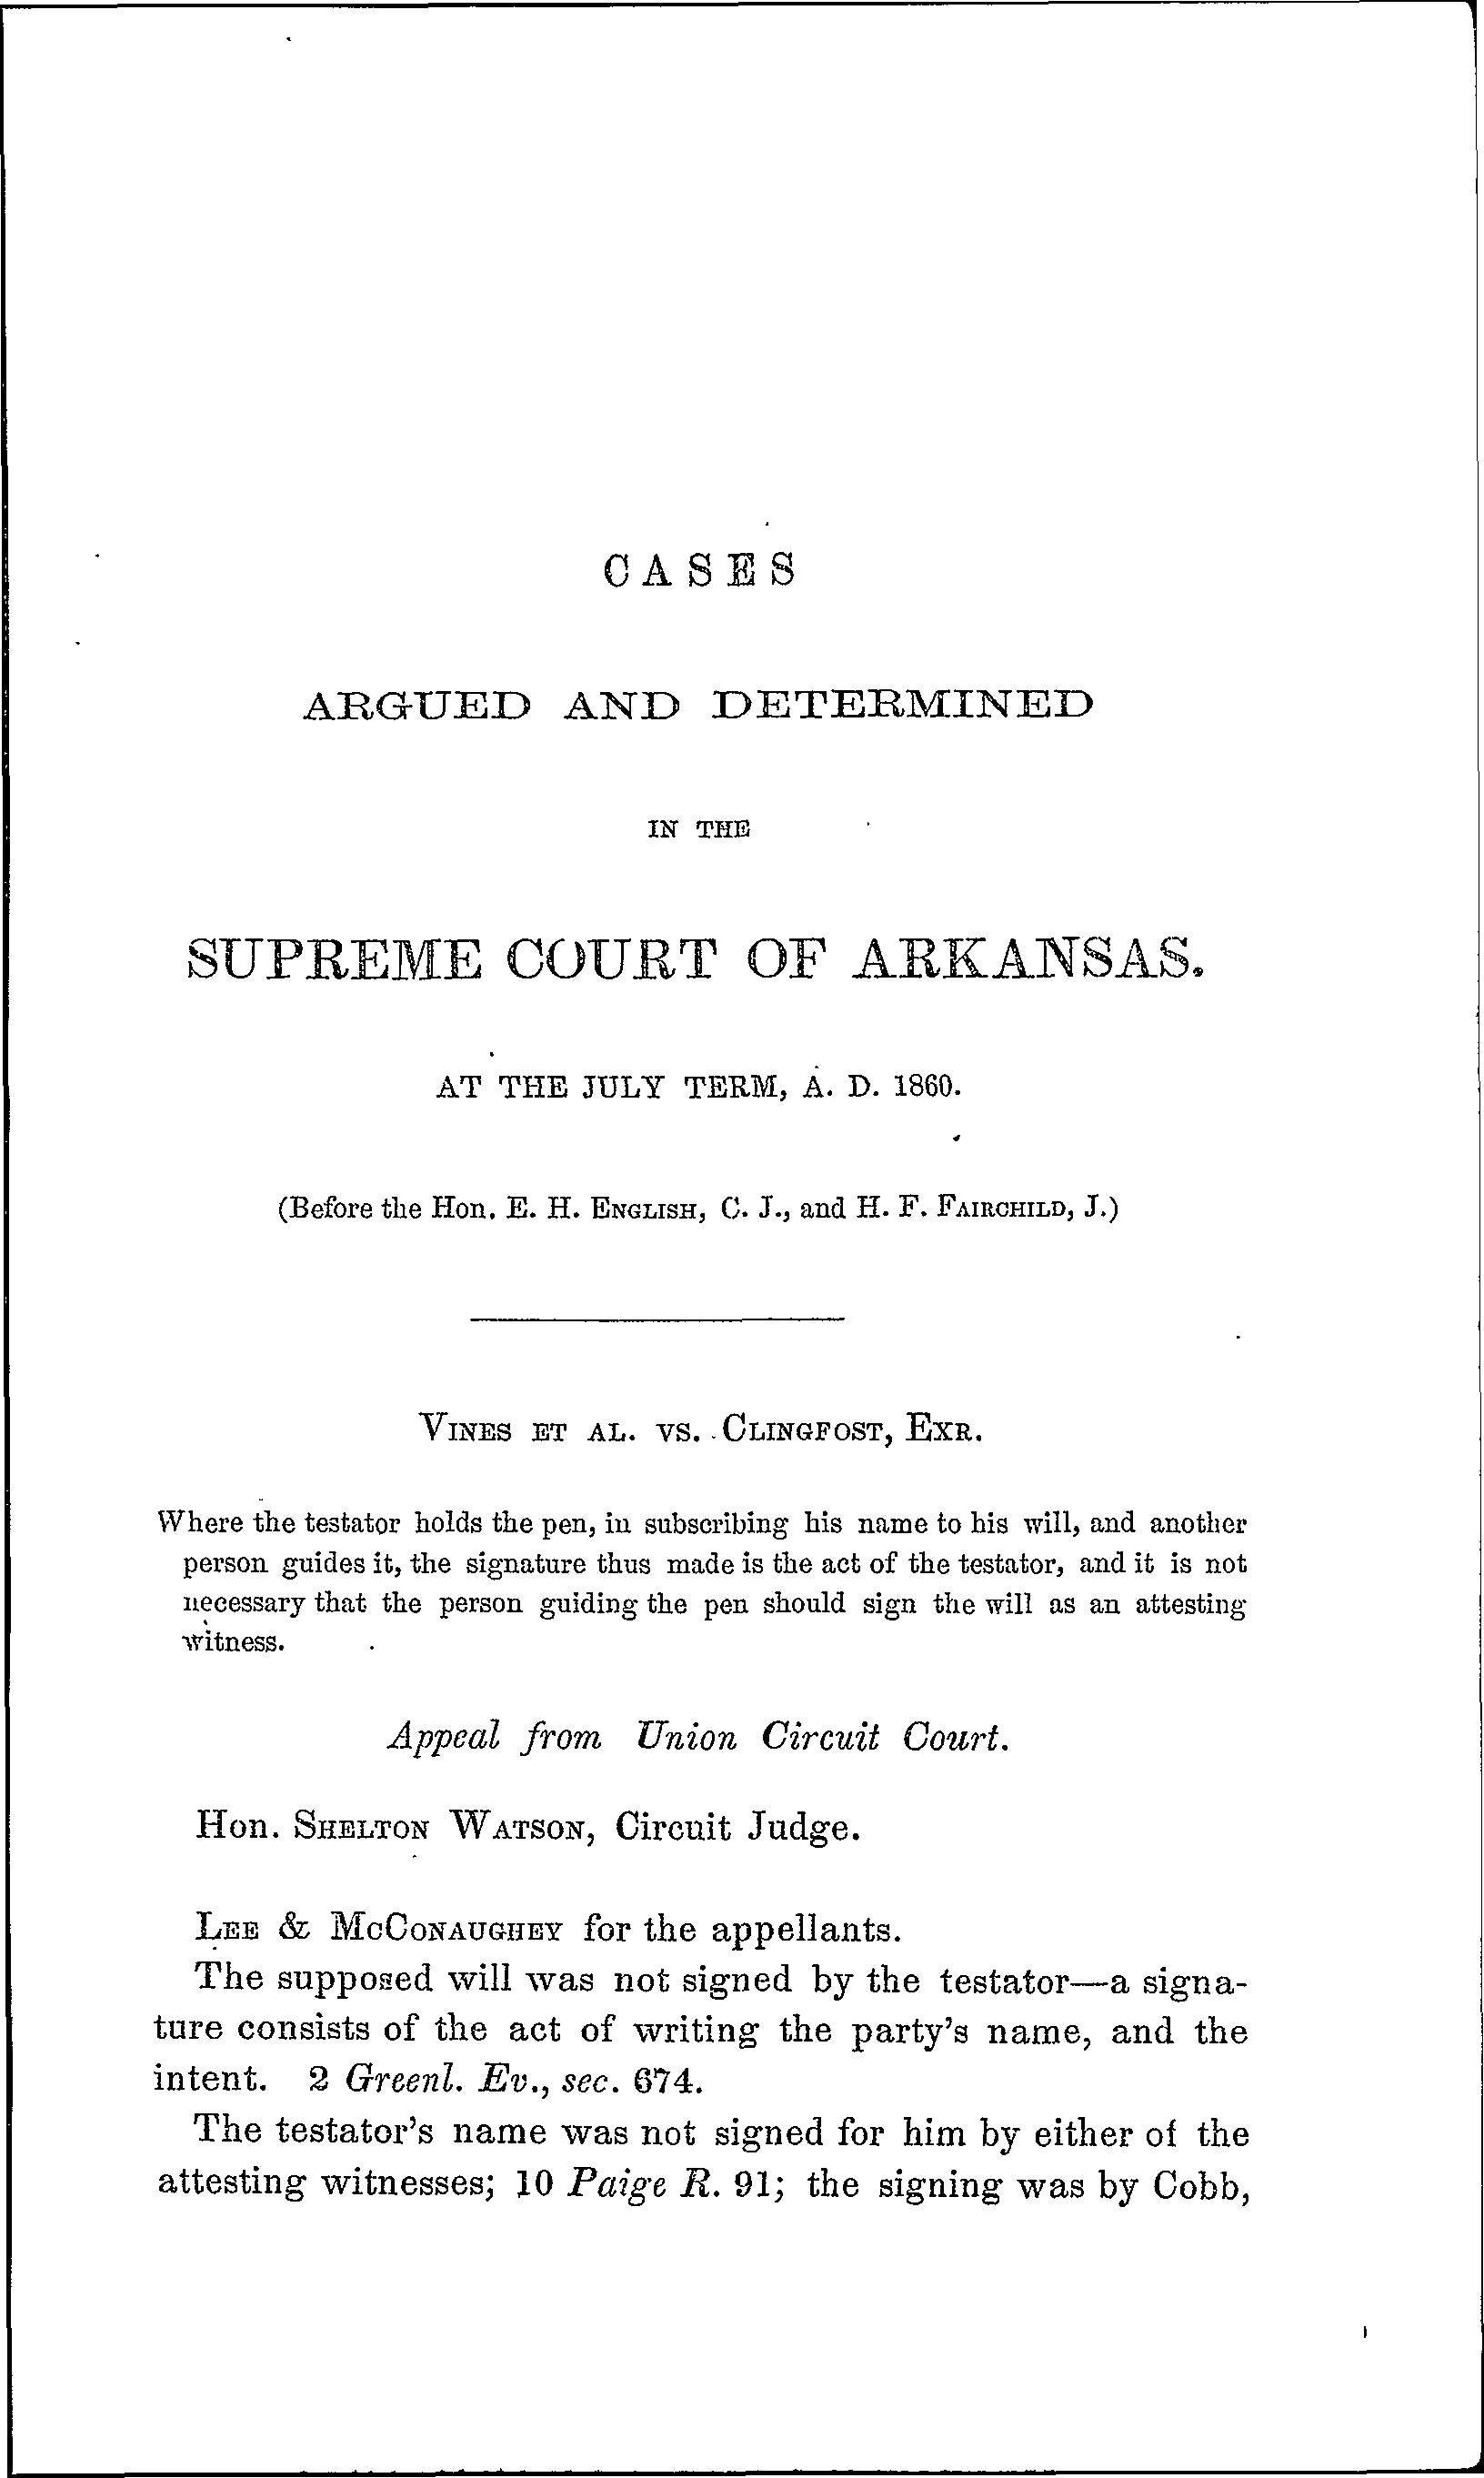 CASES
ARGUED AND DETERMINED
IN THE
SUPREME COURT OF ARKANSAS.
AT THE JULY TERM, A. D. 1860.
(Before the Hon. E. H. ENGLISH, C. J., and H. F. FAIRCHILD, J.)
VINES ET AL. VS. CLINGFOST, EXR.
Where the testator holds the pen, in subscribing his name to his will, and another
person guides it, the signature thus made is the act of the testator, and it is not
necessary that the person guiding the pen should sign the will as an attesting
witness.
Appeal from Union Circuit Court.
Hon. SHELTON WATSON, Circuit Judge.
LEE & McCONAUGHEY for the appellants.
The supposed will was not signed by the testator—a signa-
ture consists of the act of writing the party's name, and the
intent. 2 Greenl. Ev., sec. 674.
The testator's name was not signed for him by either of the
attesting witnesses; 10 Paige R. 91; the signing was by Cobb,